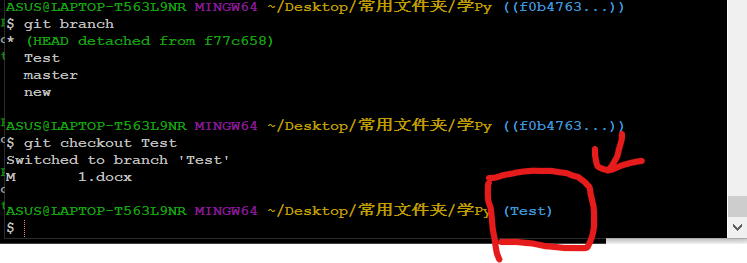 ASUS@LAPTOP-T563L9NR MINGW64 ~/Desktop/常用文件夹/学Py ((f0b4763...))
$ git branch
* (HEAD detached from f77c658)
Test
master
new
ASUS@LAPTOP-T563L9NR MINGW64 ~/Desktop/常用文件夹/学Py ((f0b4763...))
$ git checkout Test
Switched to branch 'Test'
M 1.docx
ASUS@LAPTOP-T563L9NR MINGW64 ~/Desktop/常用文件夹/学Py (Test)
$